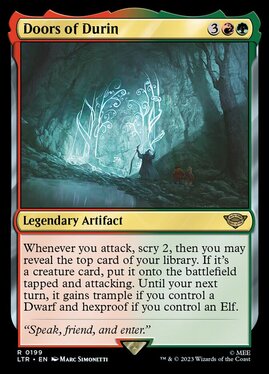 Doors of Durin 3
Legendary Artifact
Whenever you attack, scry 2, then you may
reveal the top card of your library. If it's
a creature card, put it onto the battlefield
tapped and attacking. Until your next
turn, it gains trample if you control a
Dwarf and hexproof if you control an Elf.
"Speak, friend, and enter."
R 0199 © MEE
LTR • EN Marc Simonetti ™ & © 2023 Wizards of the Coast